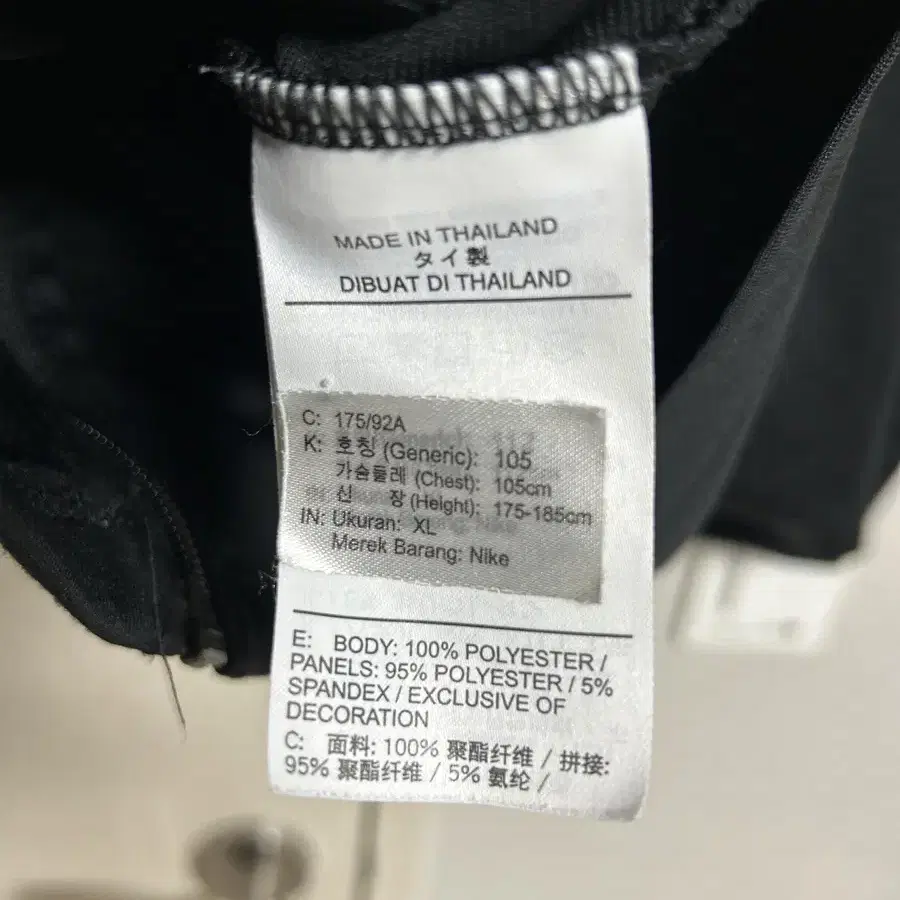 MADE IN THAILAND
タイ製
DIBUAT DI THAILAND
C: 175/92A
K: 호칭 (Generic): 105
가슴둘레 (Chest): 105cm
신 장 (Height): 175-185cm
IN: Ukuran: XL
Merek Barang: Nike
E: BODY: 100% POLYESTER /
PANELS: 95% POLYESTER / 5%
SPANDEX / EXCLUSIVE OF
DECORATION
C: 面料: 100% 聚酯纤维 / 拼接:
95% 聚酯纤维 / 5% 氨纶 /